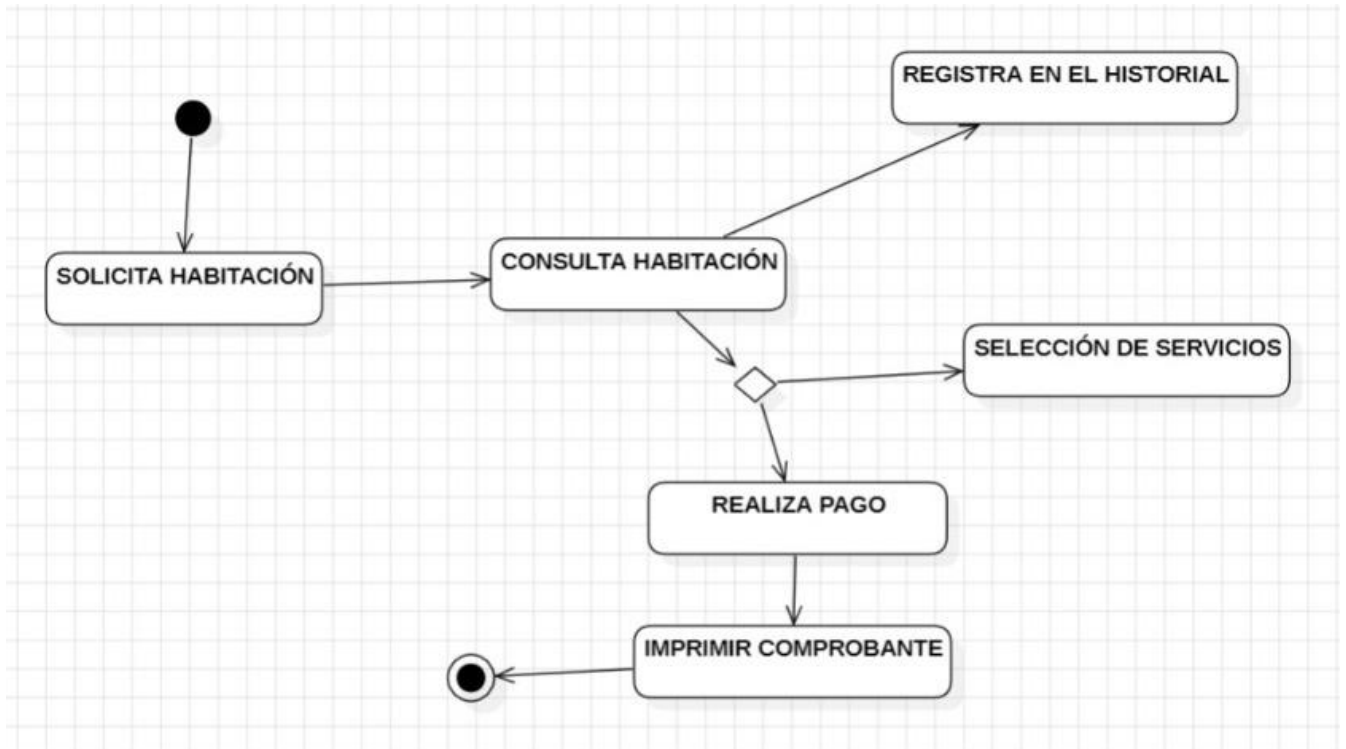 REGISTRA EN EL HISTORIAL
SOLICITA HABITACIÓN
CONSULTA HABITACIÓN
SELECCIÓN DE SERVICIOS
REALIZA PAGO
IMPRIMIR COMPROBANTE